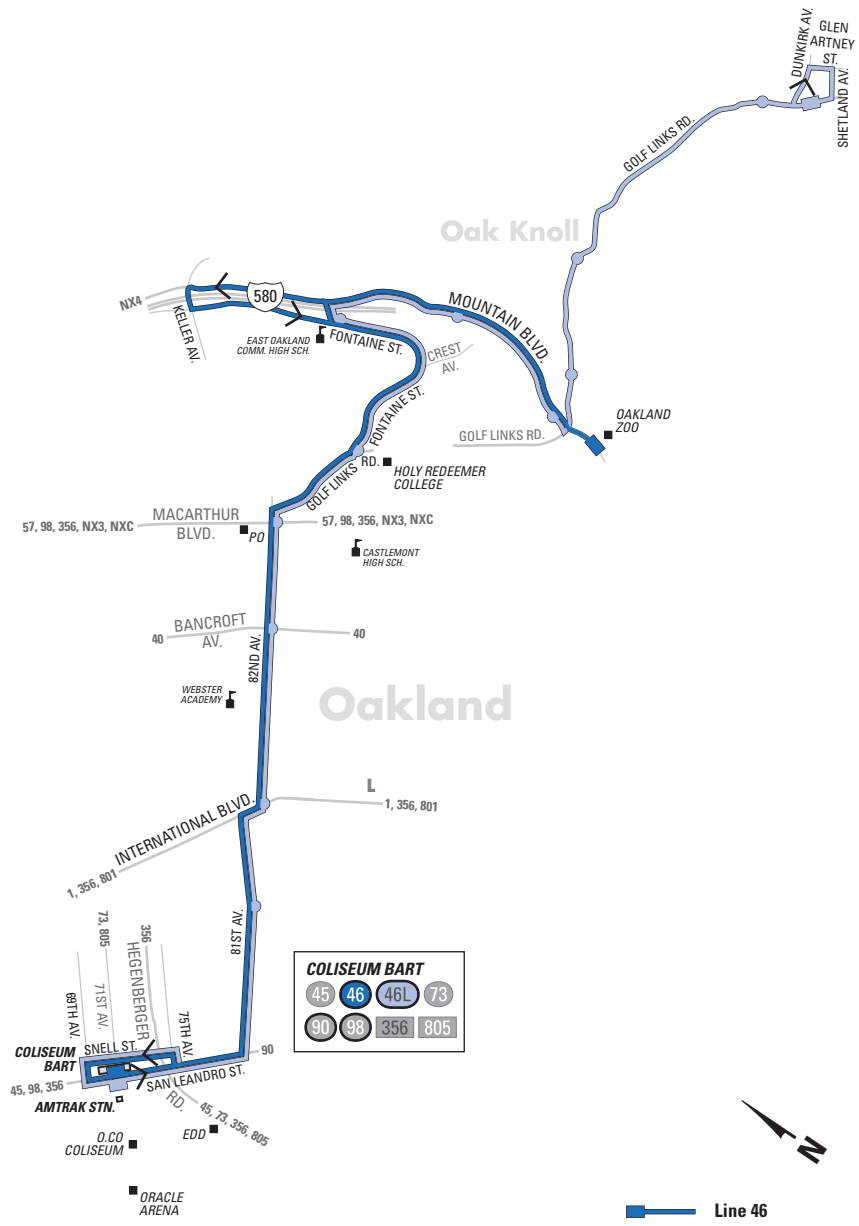 DUNKIRK AV.
GLEN
ARTNEY
ST.
SHETLAND AV.
GOLF LINKS RD.
Oak Knoll
NX4
580
KELLER AV.
EAST OAKLAND
COMM. HIGH SCH.
FONTAINE ST.
MOUNTAIN BLVD.
CREST
AV.
OAKLAND
ZOO
GOLF LINKS RD.
FONTAINE ST.
GOLF LINKS RD.
HOLY REDEEMER
COLLEGE
57, 98, 356, NX3, NXC
MACARTHUR
BLVD.
PO
57, 98, 356, NX3, NXC
CASTLEMONT
HIGH SCH.
40
BANCROFT
AV.
40
82ND AV.
WEBSTER
ACADEMY
Oakland
INTERNATIONAL BLVD.
L
1, 356, 801
1, 356, 801
81ST AV.
73, 805
356
69TH AV.
71ST AV.
HEGENBERGER
RD.
75TH AV.
COLISEUM BART
45 46 46L 73
90 98 356 805
COLISEUM
BART
SNELL ST.
90
45, 98, 356
SAN LEANDRO ST.
AMTRAK STN.
45, 73, 356, 805
O.CO
COLISEUM
EDD
ORACLE
ARENA
N
Line 46